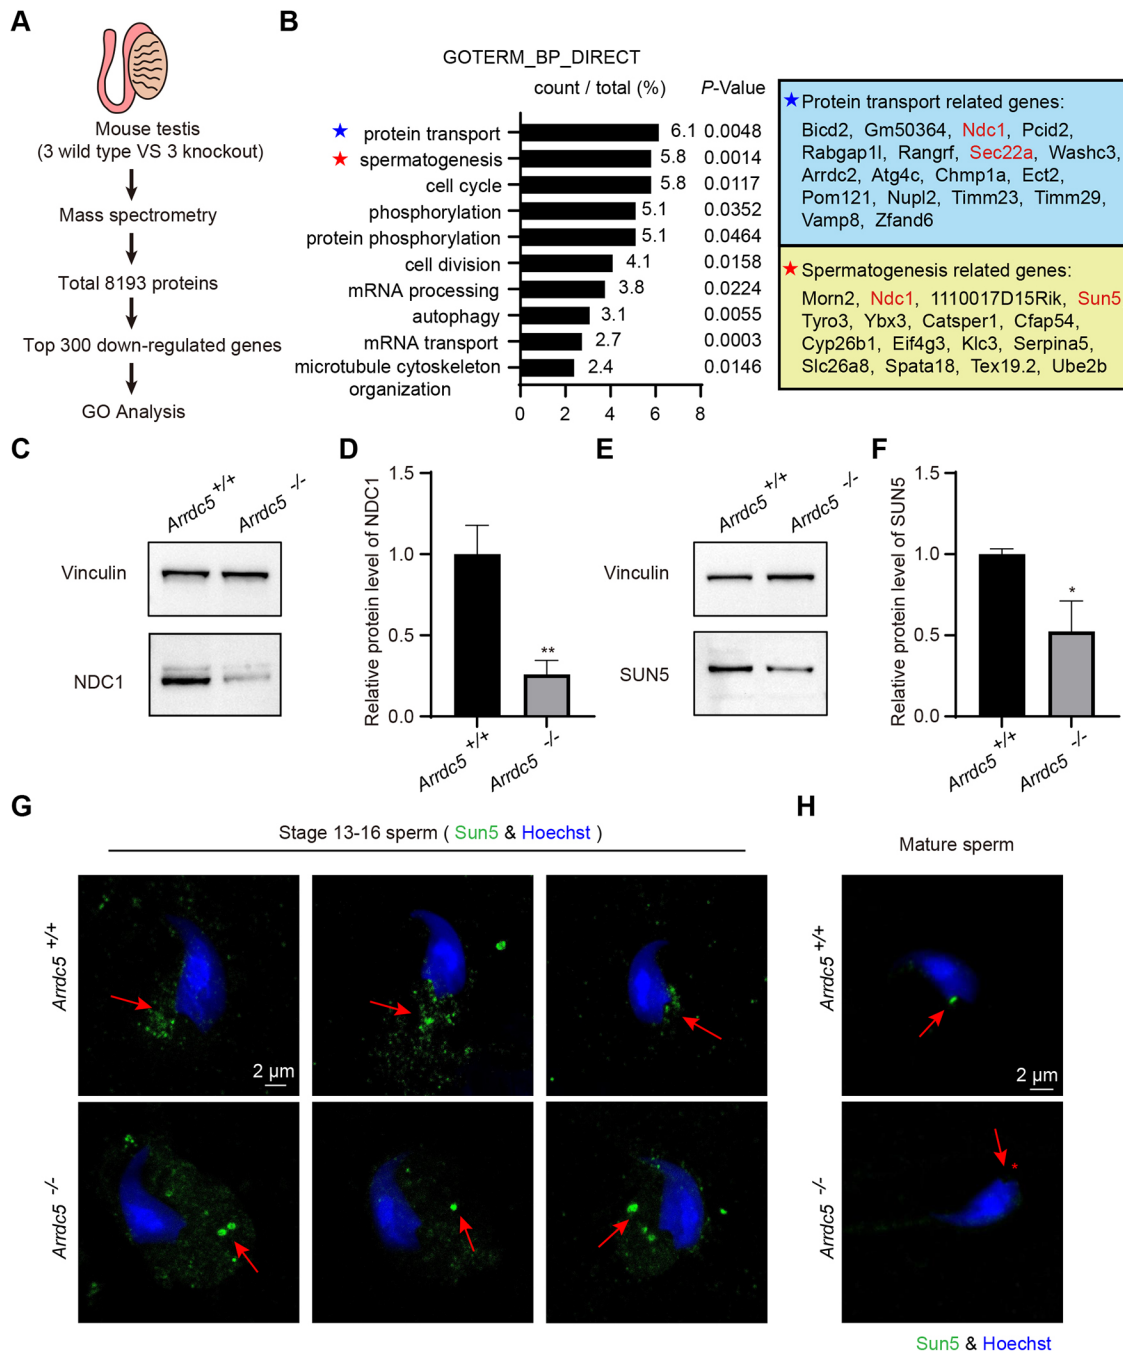 A
Mouse testis
(3 wild type VS 3 knockout)
Mass spectrometry
Total 8193 proteins
Top 300 down-regulated genes
GO Analysis
B
GOTERM_BP_DIRECT
count / total (%) P-Value
★ protein transport 6.1 0.0048
★ spermatogenesis 5.8 0.0014
cell cycle 5.8 0.0117
phosphorylation 5.1 0.0352
protein phosphorylation 5.1 0.0464
cell division 4.1 0.0158
mRNA processing 3.8 0.0224
autophagy 3.1 0.0055
mRNA transport 2.7 0.0003
microtubule cytoskeleton 2.4 0.0146
organization
0 2 4 6 8
★ Protein transport related genes:
Bicd2, Gm50364, Ndc1, Pcid2,
Rabgap1l, Rangrf, Sec22a, Washc3,
Arrdc2, Atg4c, Chmp1a, Ect2,
Pom121, Nupl2, Timm23, Timm29,
Vamp8, Zfand6
★ Spermatogenesis related genes:
Morn2, Ndc1, 1110017D15Rik, Sun5
Tyro3, Ybx3, Catsper1, Cfap54,
Cyp26b1, Eif4g3, Klc3, Serpina5,
Slc26a8, Spata18, Tex19.2, Ube2b
C
Arrdc5 +/+ Arrdc5 -/-
Vinculin
NDC1
D
Relative protein level of NDC1
1.5
1.0
0.5
0.0
**
Arrdc5 +/+ Arrdc5 -/-
E
Arrdc5 +/+ Arrdc5 -/-
Vinculin
SUN5
F
Relative protein level of SUN5
1.5
1.0
0.5
0.0
*
Arrdc5 +/+ Arrdc5 -/-
G
Stage 13-16 sperm ( Sun5 & Hoechst )
Arrdc5 +/+
2 μm
Arrdc5 -/-
H
Mature sperm
Arrdc5 +/+
2 μm
Arrdc5 -/-
*
Sun5 & Hoechst